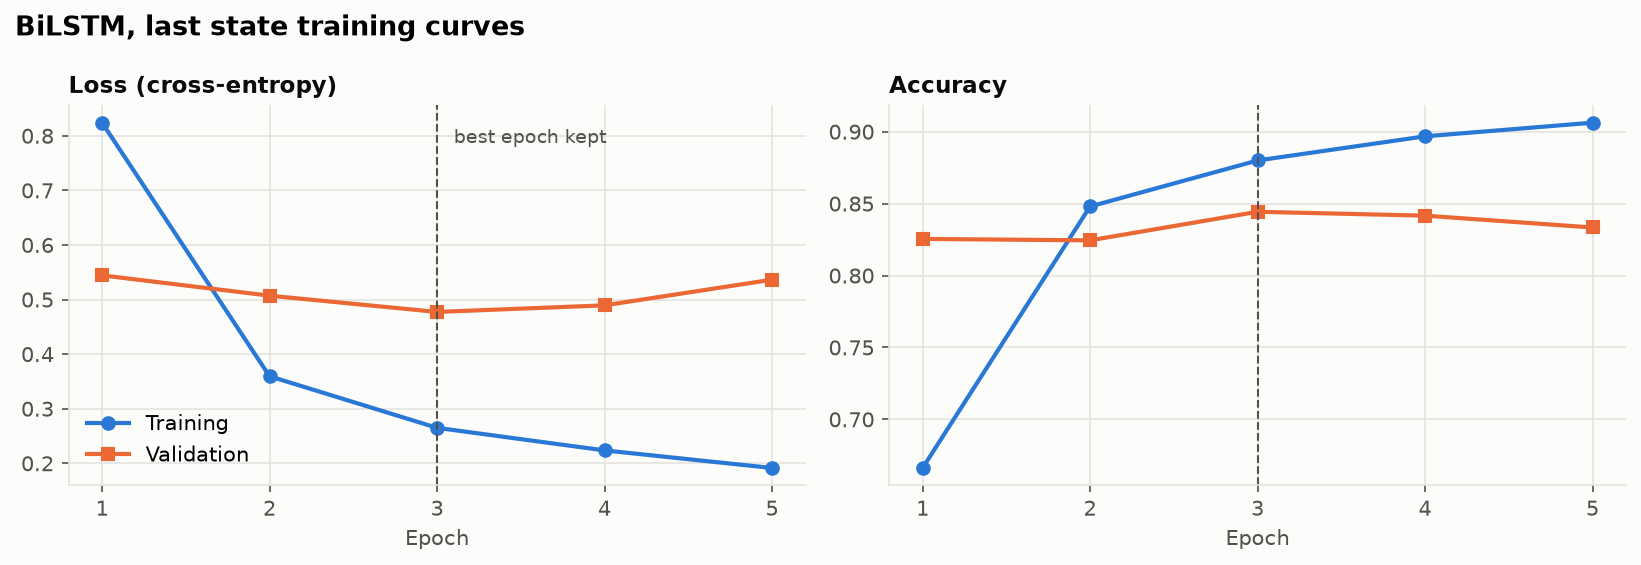 BiLSTM, last state training curves
Loss (cross-entropy)
0.8
0.7
0.6
0.5
0.4
0.3
0.2
best epoch kept
Training
Validation
1 2 3 4 5
Epoch
Accuracy
0.90
0.85
0.80
0.75
0.70
1 2 3 4 5
Epoch